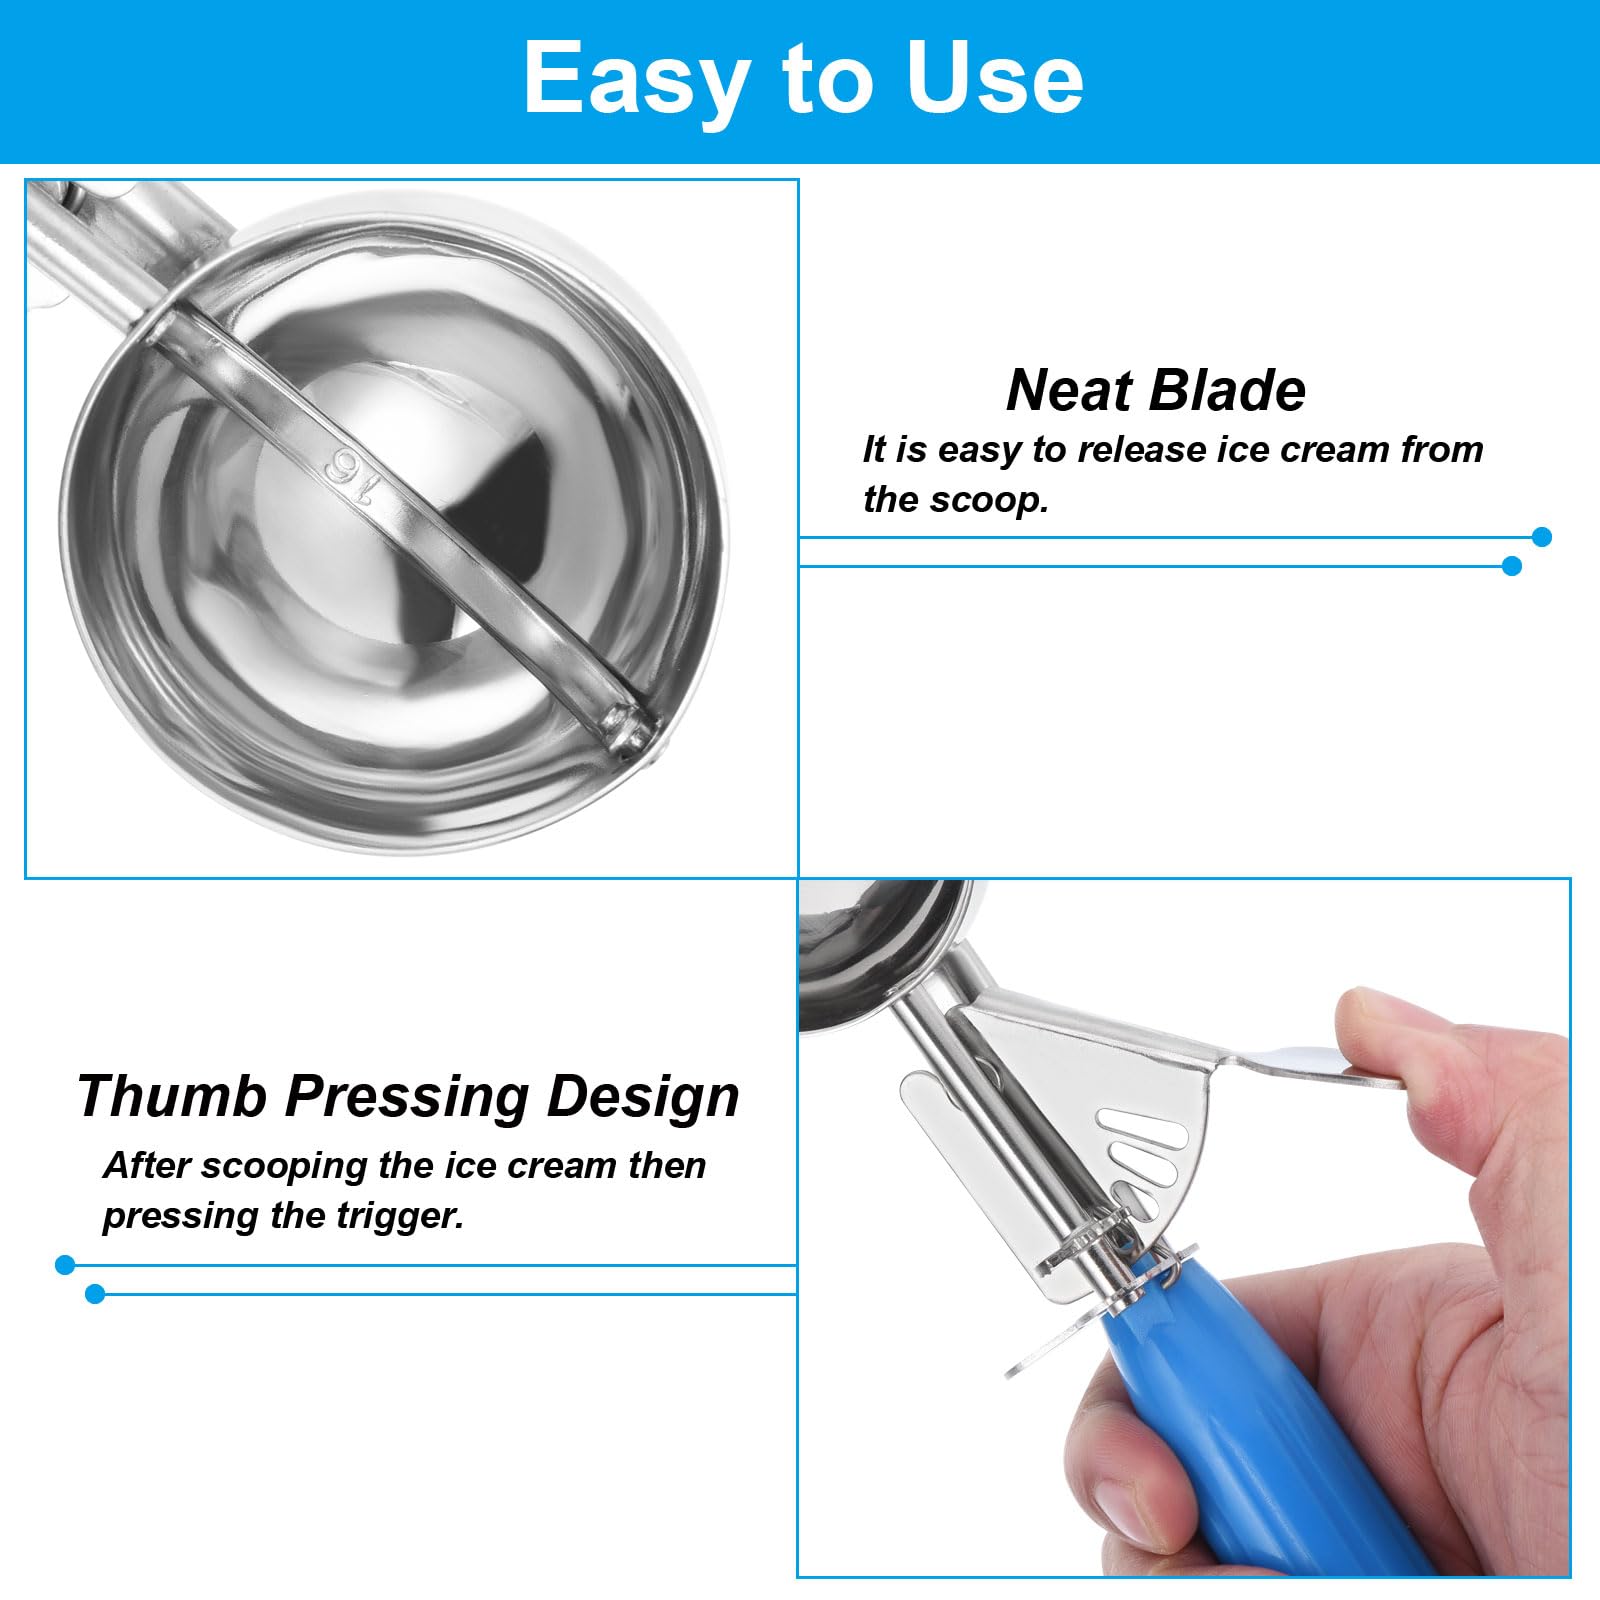 Easy to Use
16
Neat Blade
It is easy to release ice cream from
the scoop.
Thumb Pressing Design
After scooping the ice cream then
pressing the trigger.